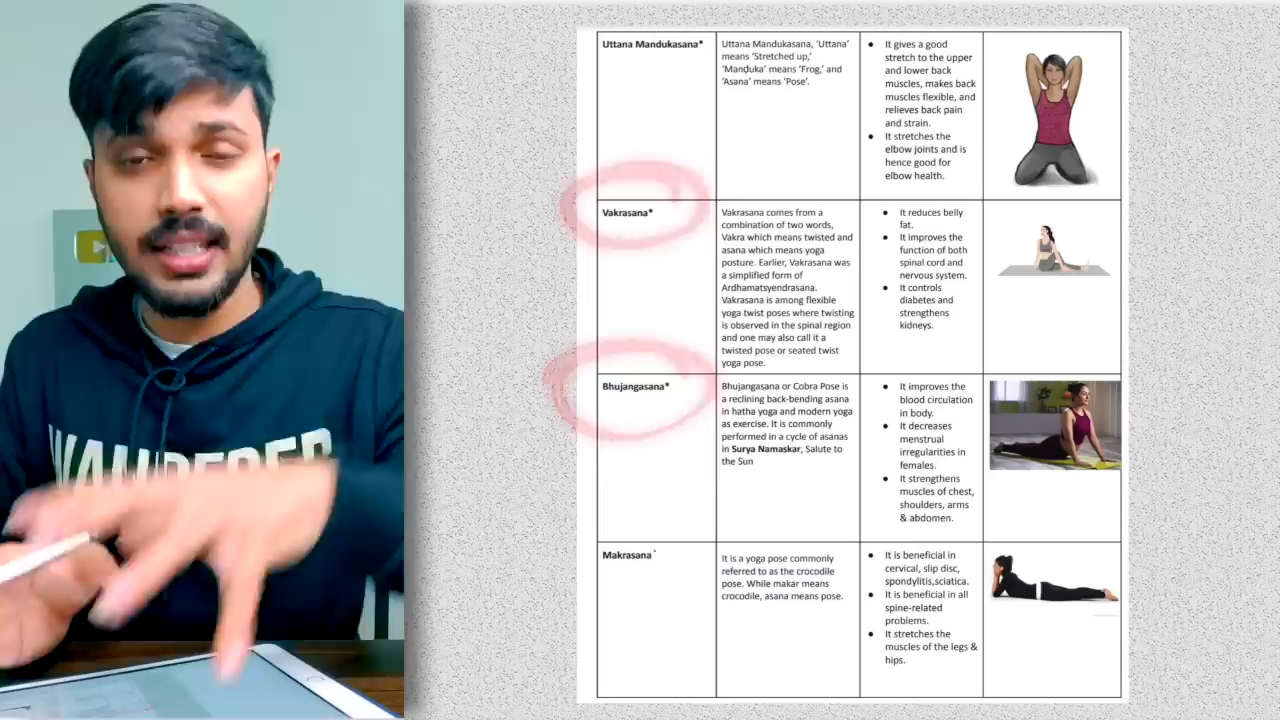 WANDERER
Uttana Mandukasana*
Uttana Mandukasana, ‘Uttana’
means ‘Stretched up,’
‘Manḍuka’ means ‘Frog,’ and
‘Asana’ means ‘Pose’.
● It gives a good
stretch to the upper
and lower back
muscles, makes back
muscles flexible, and
relieves back pain
and strain.
● It stretches the
elbow joints and is
hence good for
elbow health.
Vakrasana*
Vakrasana comes from a
combination of two words,
Vakra which means twisted and
asana which means yoga
posture. Earlier, Vakrasana was
a simplified form of
Ardhamatsyendrasana.
Vakrasana is among flexible
yoga twist poses where twisting
is observed in the spinal region
and one may also call it a
twisted pose or seated twist
yoga pose.
● It reduces belly
fat.
● It improves the
function of both
spinal cord and
nervous system.
● It controls
diabetes and
strengthens
kidneys.
Bhujangasana*
Bhujangasana or Cobra Pose is
a reclining back-bending asana
in hatha yoga and modern yoga
as exercise. It is commonly
performed in a cycle of asanas
in Surya Namaskar, Salute to
the Sun
● It improves the
blood circulation
in body.
● It decreases
menstrual
irregularities in
females.
● It strengthens
muscles of chest,
shoulders, arms
& abdomen.
Makrasana*
It is a yoga pose commonly
referred to as the crocodile
pose. While makar means
crocodile, asana means pose.
● It is beneficial in
cervical, slip disc,
spondylitis,sciatica.
● It is beneficial in all
spine-related
problems.
● It stretches the
muscles of the legs &
hips.